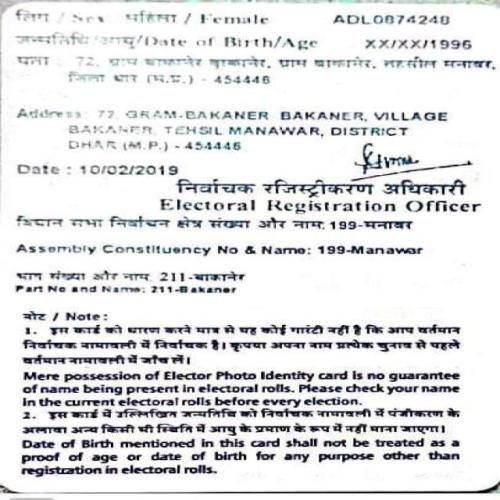 लिंग / Sex महिला / Female ADL0874248
जन्मतिथि/आयु/Date of Birth/Age XX/XX/1996
पता : 72, ग्राम बाकानेर बाकानेर, ग्राम बाकानेर, तहसील मनावर,
जिला धार (म.प्र.) - 454446
Address: 77, GRAM-BAKANER BAKANER, VILLAGE
BAKANER, TEHSIL MANAWAR, DISTRICT
DHAR (M.P.) - 454446
Date : 10/02/2019
निर्वाचक रजिस्ट्रीकरण अधिकारी
Electoral Registration Officer
विधान सभा निर्वाचन क्षेत्र संख्या और नाम: 199-मनावर
Assembly Constituency No & Name: 199-Manawar
भाग संख्या और नाम: 211-बाकानेर
Part No and Name: 211-Bakaner
नोट / Note :
1. इस कार्ड को धारण करने मात्र से यह कोई गारंटी नहीं है कि आप वर्तमान
निर्वाचक नामावली में निर्वाचक है। कृपया अपना नाम प्रत्येक चुनाव से पहले
वर्तमान नामावली में जाँच लें।
Mere possession of Elector Photo Identity card is no guarantee
of name being present in electoral rolls. Please check your name
in the current electoral rolls before every election.
2. इस कार्ड में उल्लिखित जन्मतिथि को निर्वाचक नामावली में पंजीकरण के
अलावा अन्य किसी भी स्थिति में आयु के प्रमाण के रूप में नहीं माना जाएगा।
Date of Birth mentioned in this card shall not be treated as a
proof of age or date of birth for any purpose other than
registration in electoral rolls.